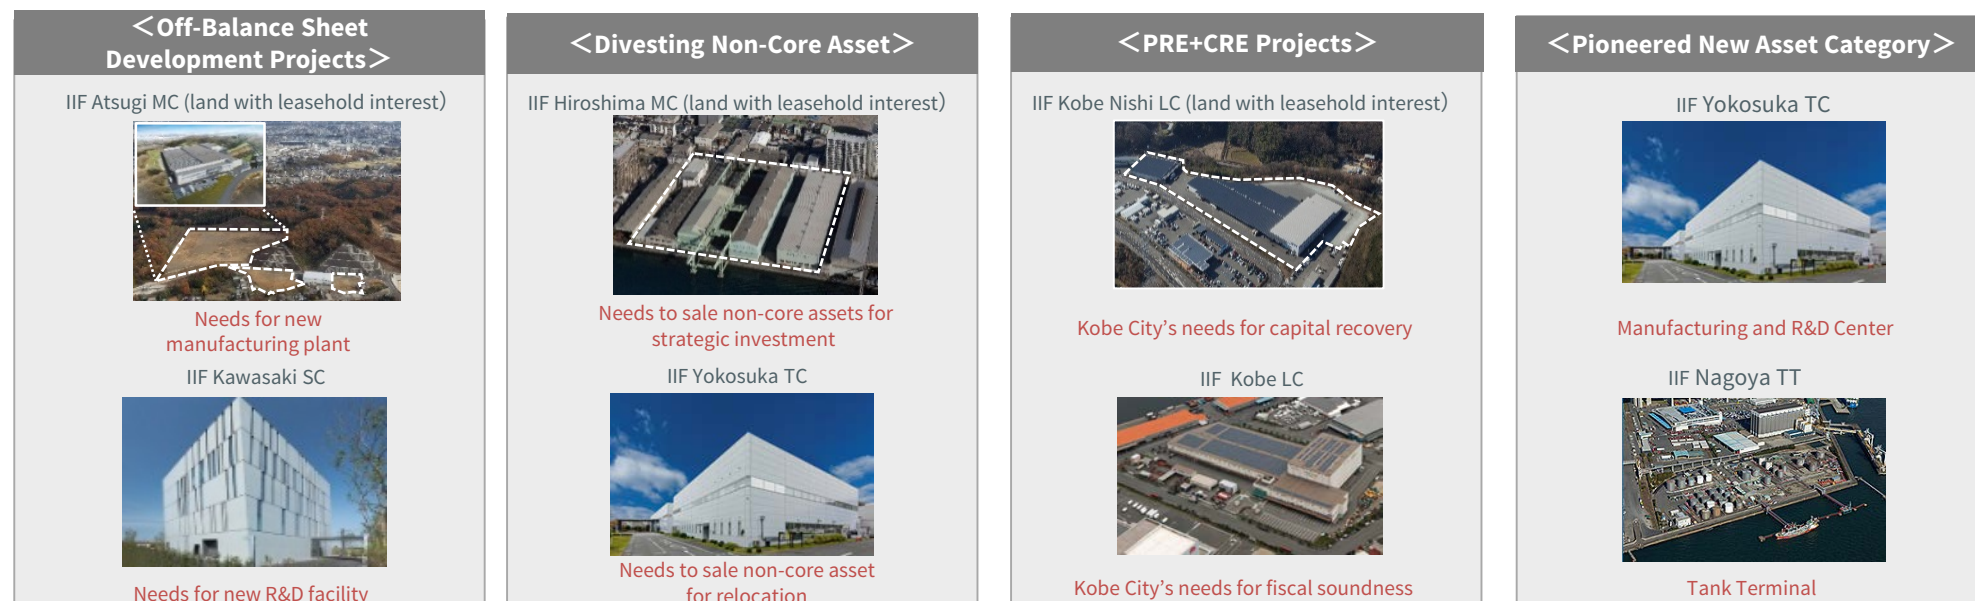 ＜Off-Balance Sheet
Development Projects＞
IIF Atsugi MC (land with leasehold interest）
Needs for new
manufacturing plant
IIF Kawasaki SC
Needs for new R&D facility
＜Divesting Non-Core Asset＞
IIF Hiroshima MC (land with leasehold interest）
Needs to sale non-core assets for
strategic investment
IIF Yokosuka TC
Needs to sale non-core asset
for relocation
＜PRE+CRE Projects＞
IIF Kobe Nishi LC (land with leasehold interest）
Kobe City’s needs for capital recovery
IIF Kobe LC
Kobe City’s needs for fiscal soundness
＜Pioneered New Asset Category＞
IIF Yokosuka TC
Manufacturing and R&D Center
IIF Nagoya TT
Tank Terminal